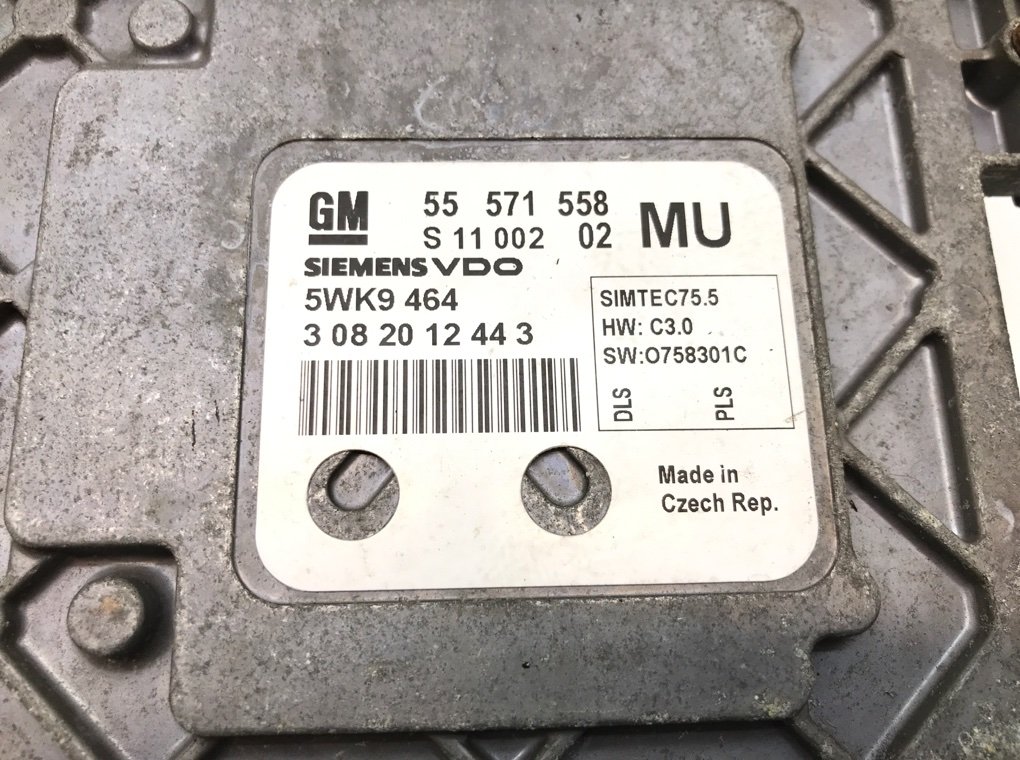 GM 55 571 558 MU
S 11 002 02
SIEMENS VDO
5WK9 464
3 08 20 12 44 3
SIMTEC75.5
HW: C3.0
SW:O758301C
DLS PLS
Made in
Czech Rep.